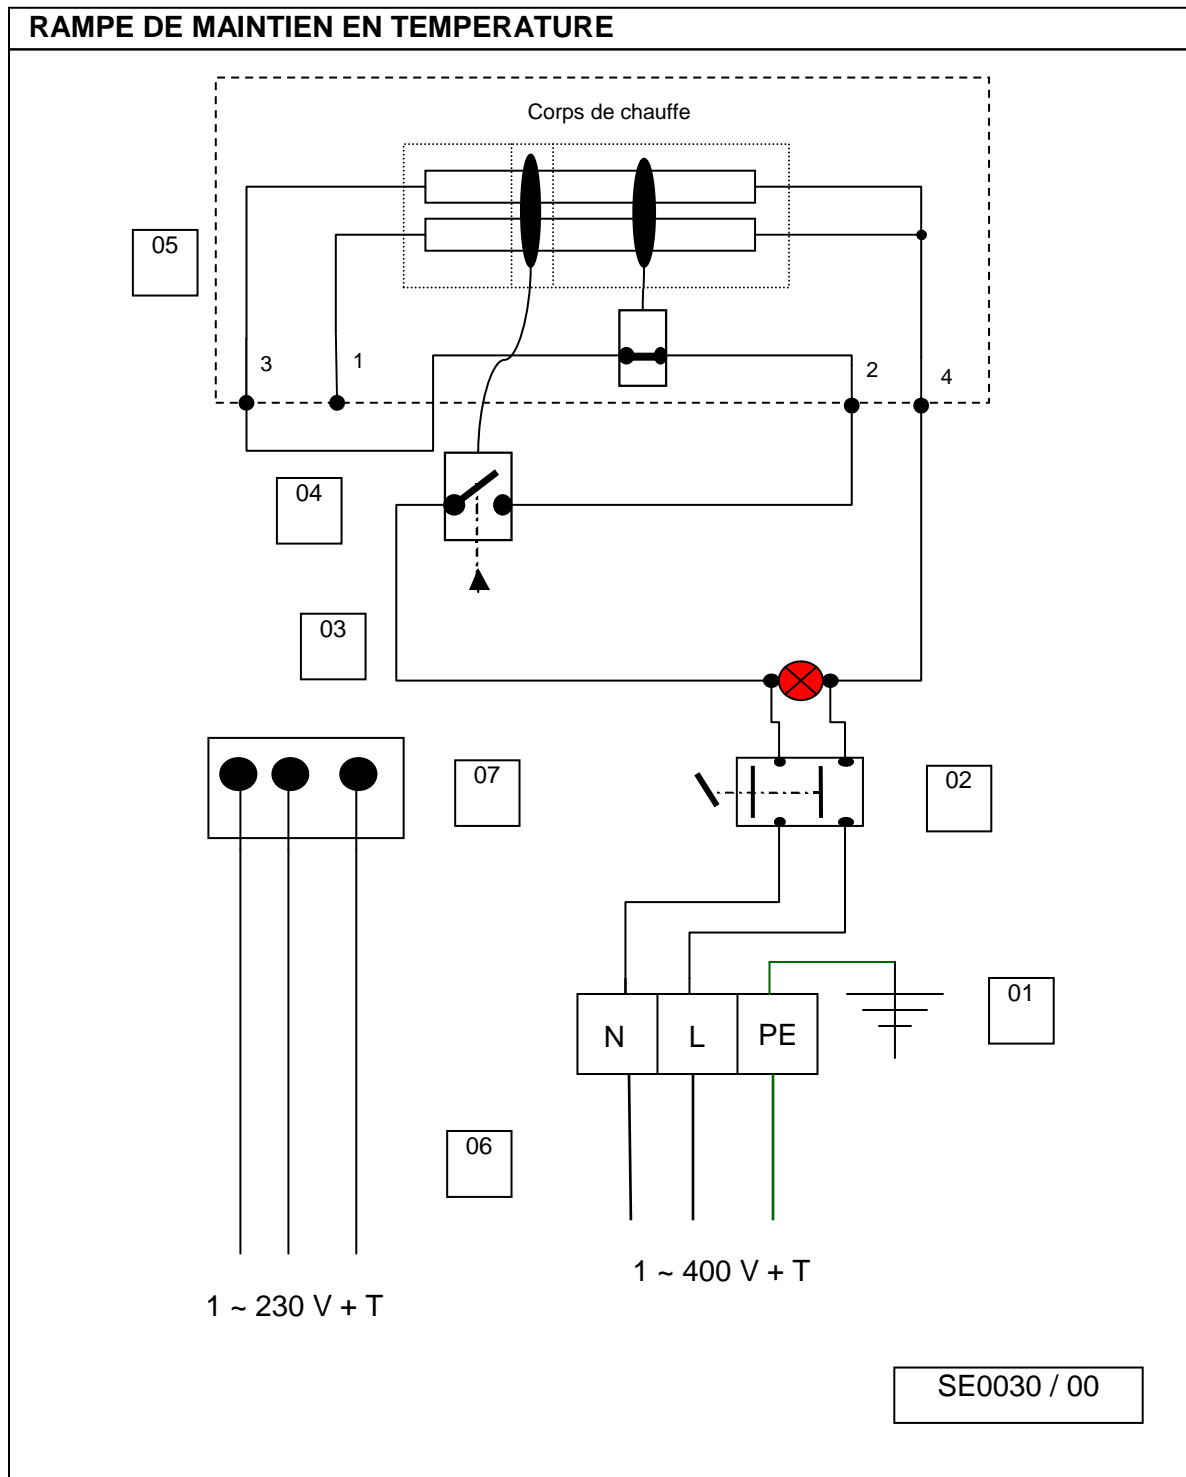 RAMPE DE MAINTIEN EN TEMPERATURE
Corps de chauffe
05
3
1
2
4
04
03
07
02
01
N
L
PE
06
1 ~ 400 V + T
1 ~ 230 V + T
SE0030 / 00